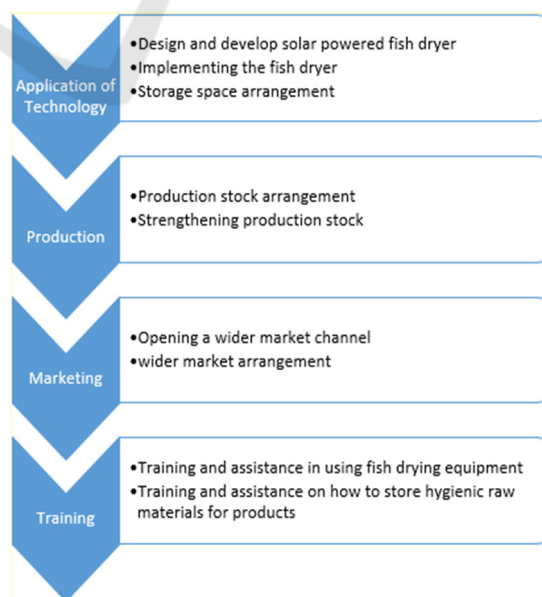 Application of
Technology
•Design and develop solar powered fish dryer
•Implementing the fish dryer
•Storage space arrangement
Production
•Production stock arrangement
•Strengthening production stock
Marketing
•Opening a wider market channel
•wider market arrangement
Training
•Training and assistance in using fish drying equipment
•Training and assistance on how to store hygienic raw
materials for products